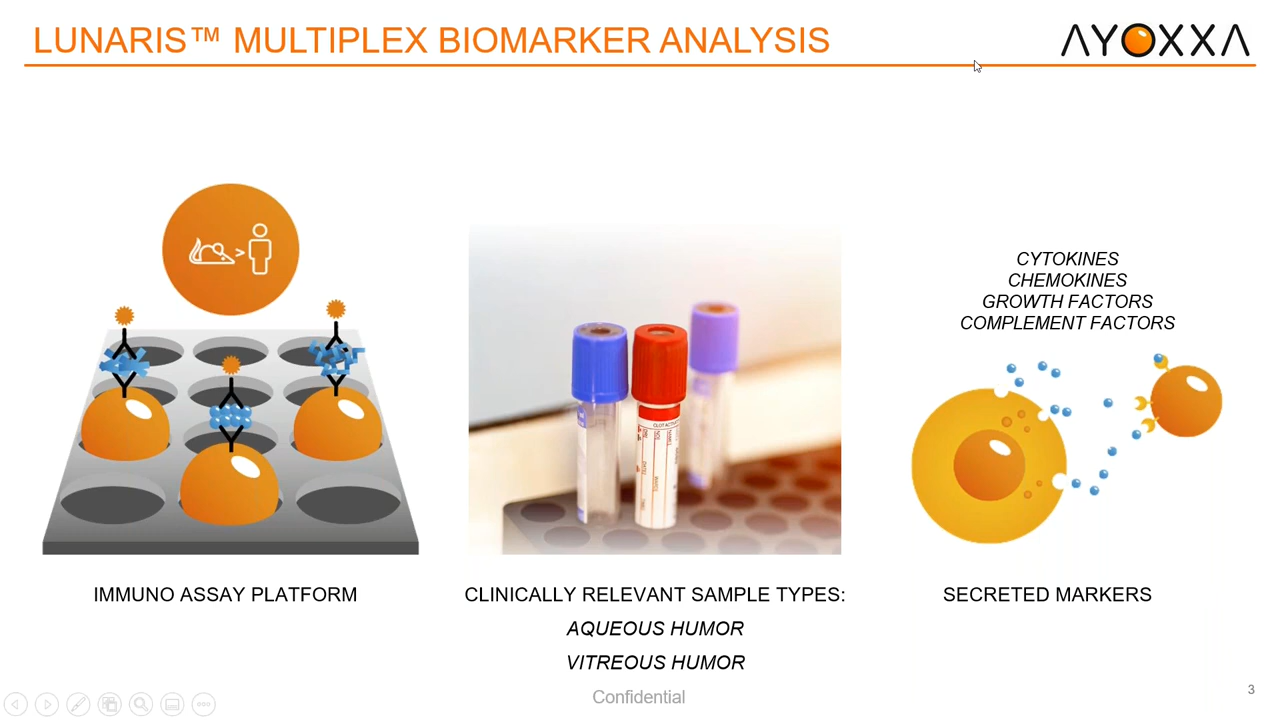 LUNARIS™ MULTIPLEX BIOMARKER ANALYSIS
AYOXXA
CYTOKINES
CHEMOKINES
GROWTH FACTORS
COMPLEMENT FACTORS
>
IMMUNO ASSAY PLATFORM
CLINICALLY RELEVANT SAMPLE TYPES:
AQUEOUS HUMOR
VITREOUS HUMOR
SECRETED MARKERS
Confidential
3